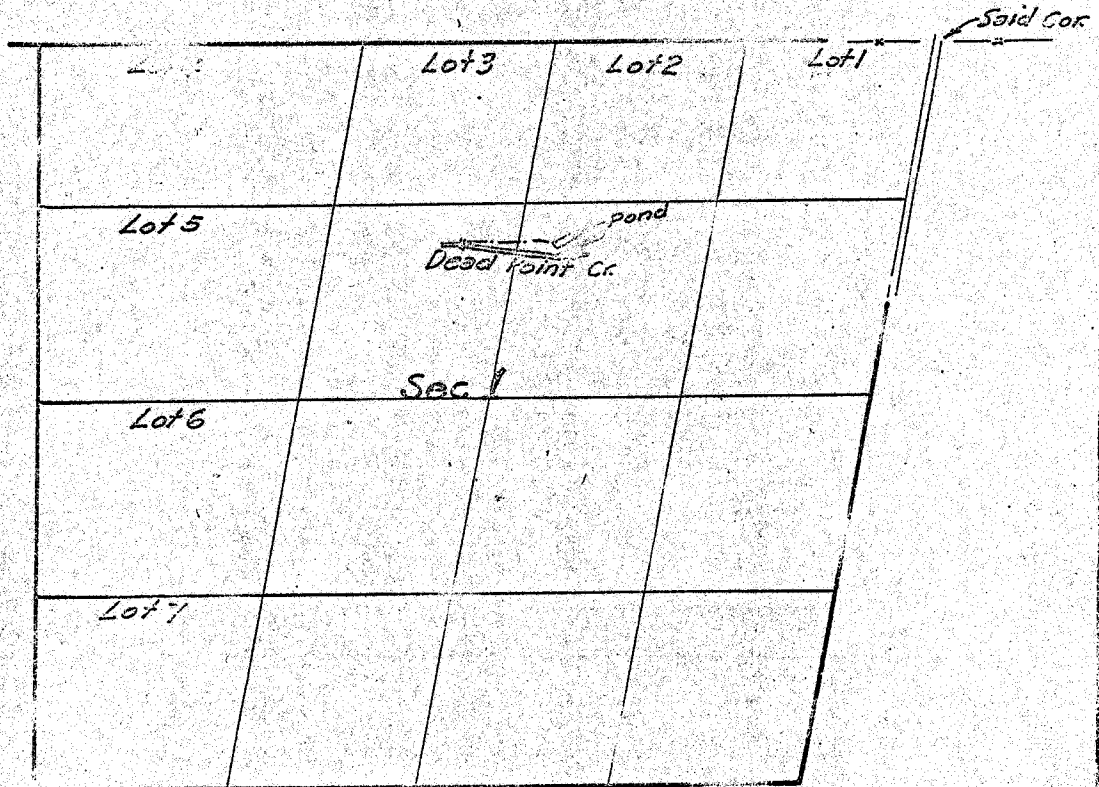 Said Cor.
Lot 3
Lot 2
Lot 1
Lot 5
Pond
Dead Point Cr.
Sec 1
Lot 6
Lot 7